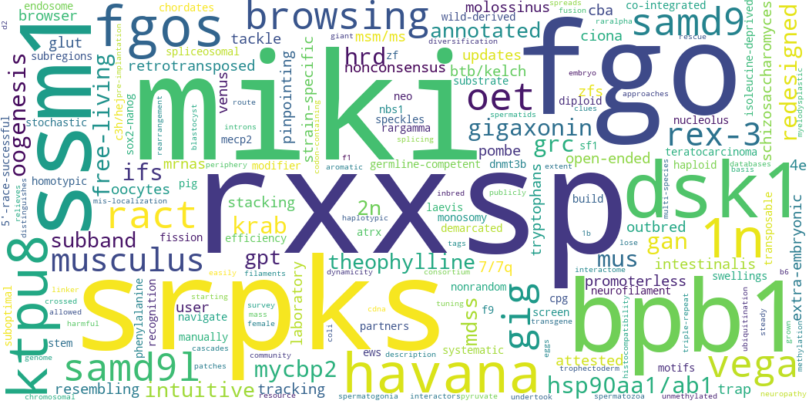 endosome
chordates
browser
fgos
browsing
molossinus
wild-derived
spreads
fusion
raralpha
co-integrated
rescue
d2
subregions
glut
tackle
msm/ms
giant
diversification
annotated
cba
ciona
samd9
redesigned
ssm1
oogenesis
spliceosomal
retrotransposed
miki
hrd
zf
honconsensus
btb/kelch
updates
substrate
embryo
approaches
fgo
isoleucine-deprived
schizosaccharomyces
dysplastic
free-living
c3h/hejpre-implantation
stochastic
sox2-nanog
rearrangement
blastocyst
venus
route
introns
mecp2
pinpointing
strain-specific
codon-containing
neo
nbs1
speckles
rargamma
oet
spermatids
splicing
zfs
diploid
clues
gigaxonin
nucleolus
rex-3
teratocarcinoma
5'-race-successful
distinguishes
relieves
homotypic
mrnas
periphery
modifier
f1
aromatic
germline-competent
pombe
dnmt3b
grc
sf1
open-ended
extent
haploid
databases
basis
4e
ifs
oocytes
pig
mis-localization
rxxsp
inbred
publicly
build
dsk1
multi-species
ract
stacking
krab
2n
haplotypic
laevis
monosomy
tryptophans
1b
lose
outbred
gan
1n
transposable
extra-embryonic
subband
fission
efficiency
atrx
demarcated
tags
interactome
intestinalis
musculus
gpt
theophylline
mus
swellings
b6
ktpu8
linker
crossed
allowed
harmful
suboptimal
srpks
easily
filaments
dynamicity
consortium
7/7q
promoterless
neurofilament
bpb1
phenylalanine
recognition
user
navigate
manually
cascades
patches
starting
survey
mass
female
laboratory
coli
cdna
tuning
partners
nonrandom
f9
systematic
mdss
gig
cpg
screen
transgene
eggs
histocompatibility
triple-repeat
ubiquitination
steady
grown
methylation
stem
genome
chromosomal
samd9l
resembling
intuitive
community
resource
mycbp2
tracking
ews
description
havana
attested
trophectoderm
motifs
vega
spermatogonia
interactors
pyruvate
undertook
hsp90aa1/ab1
trap
spermatozoa
unmethylated
neuropathy